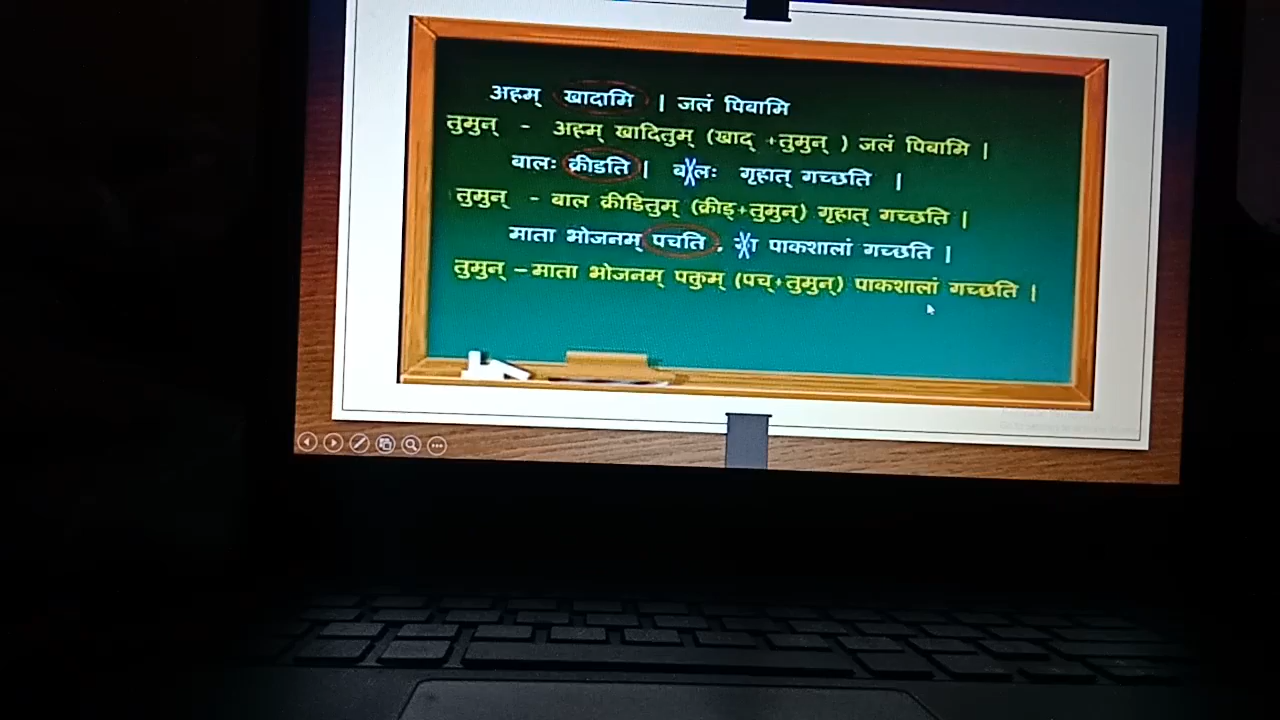 अहम् खादामि | जलं पिबामि
तुमुन् - अहम् खादितुम् (खाद् +तुमुन् ) जलं पिबामि |
बालः क्रीडति | बालः गृहात् गच्छति |
तुमुन् - बाल क्रीडितुम् (क्रीड्+तुमुन्) गृहात् गच्छति |
माता भोजनम् पचति , सा पाकशालां गच्छति |
तुमुन् – माता भोजनम् पक्तुम् (पच्+तुमुन्) पाकशालां गच्छति |